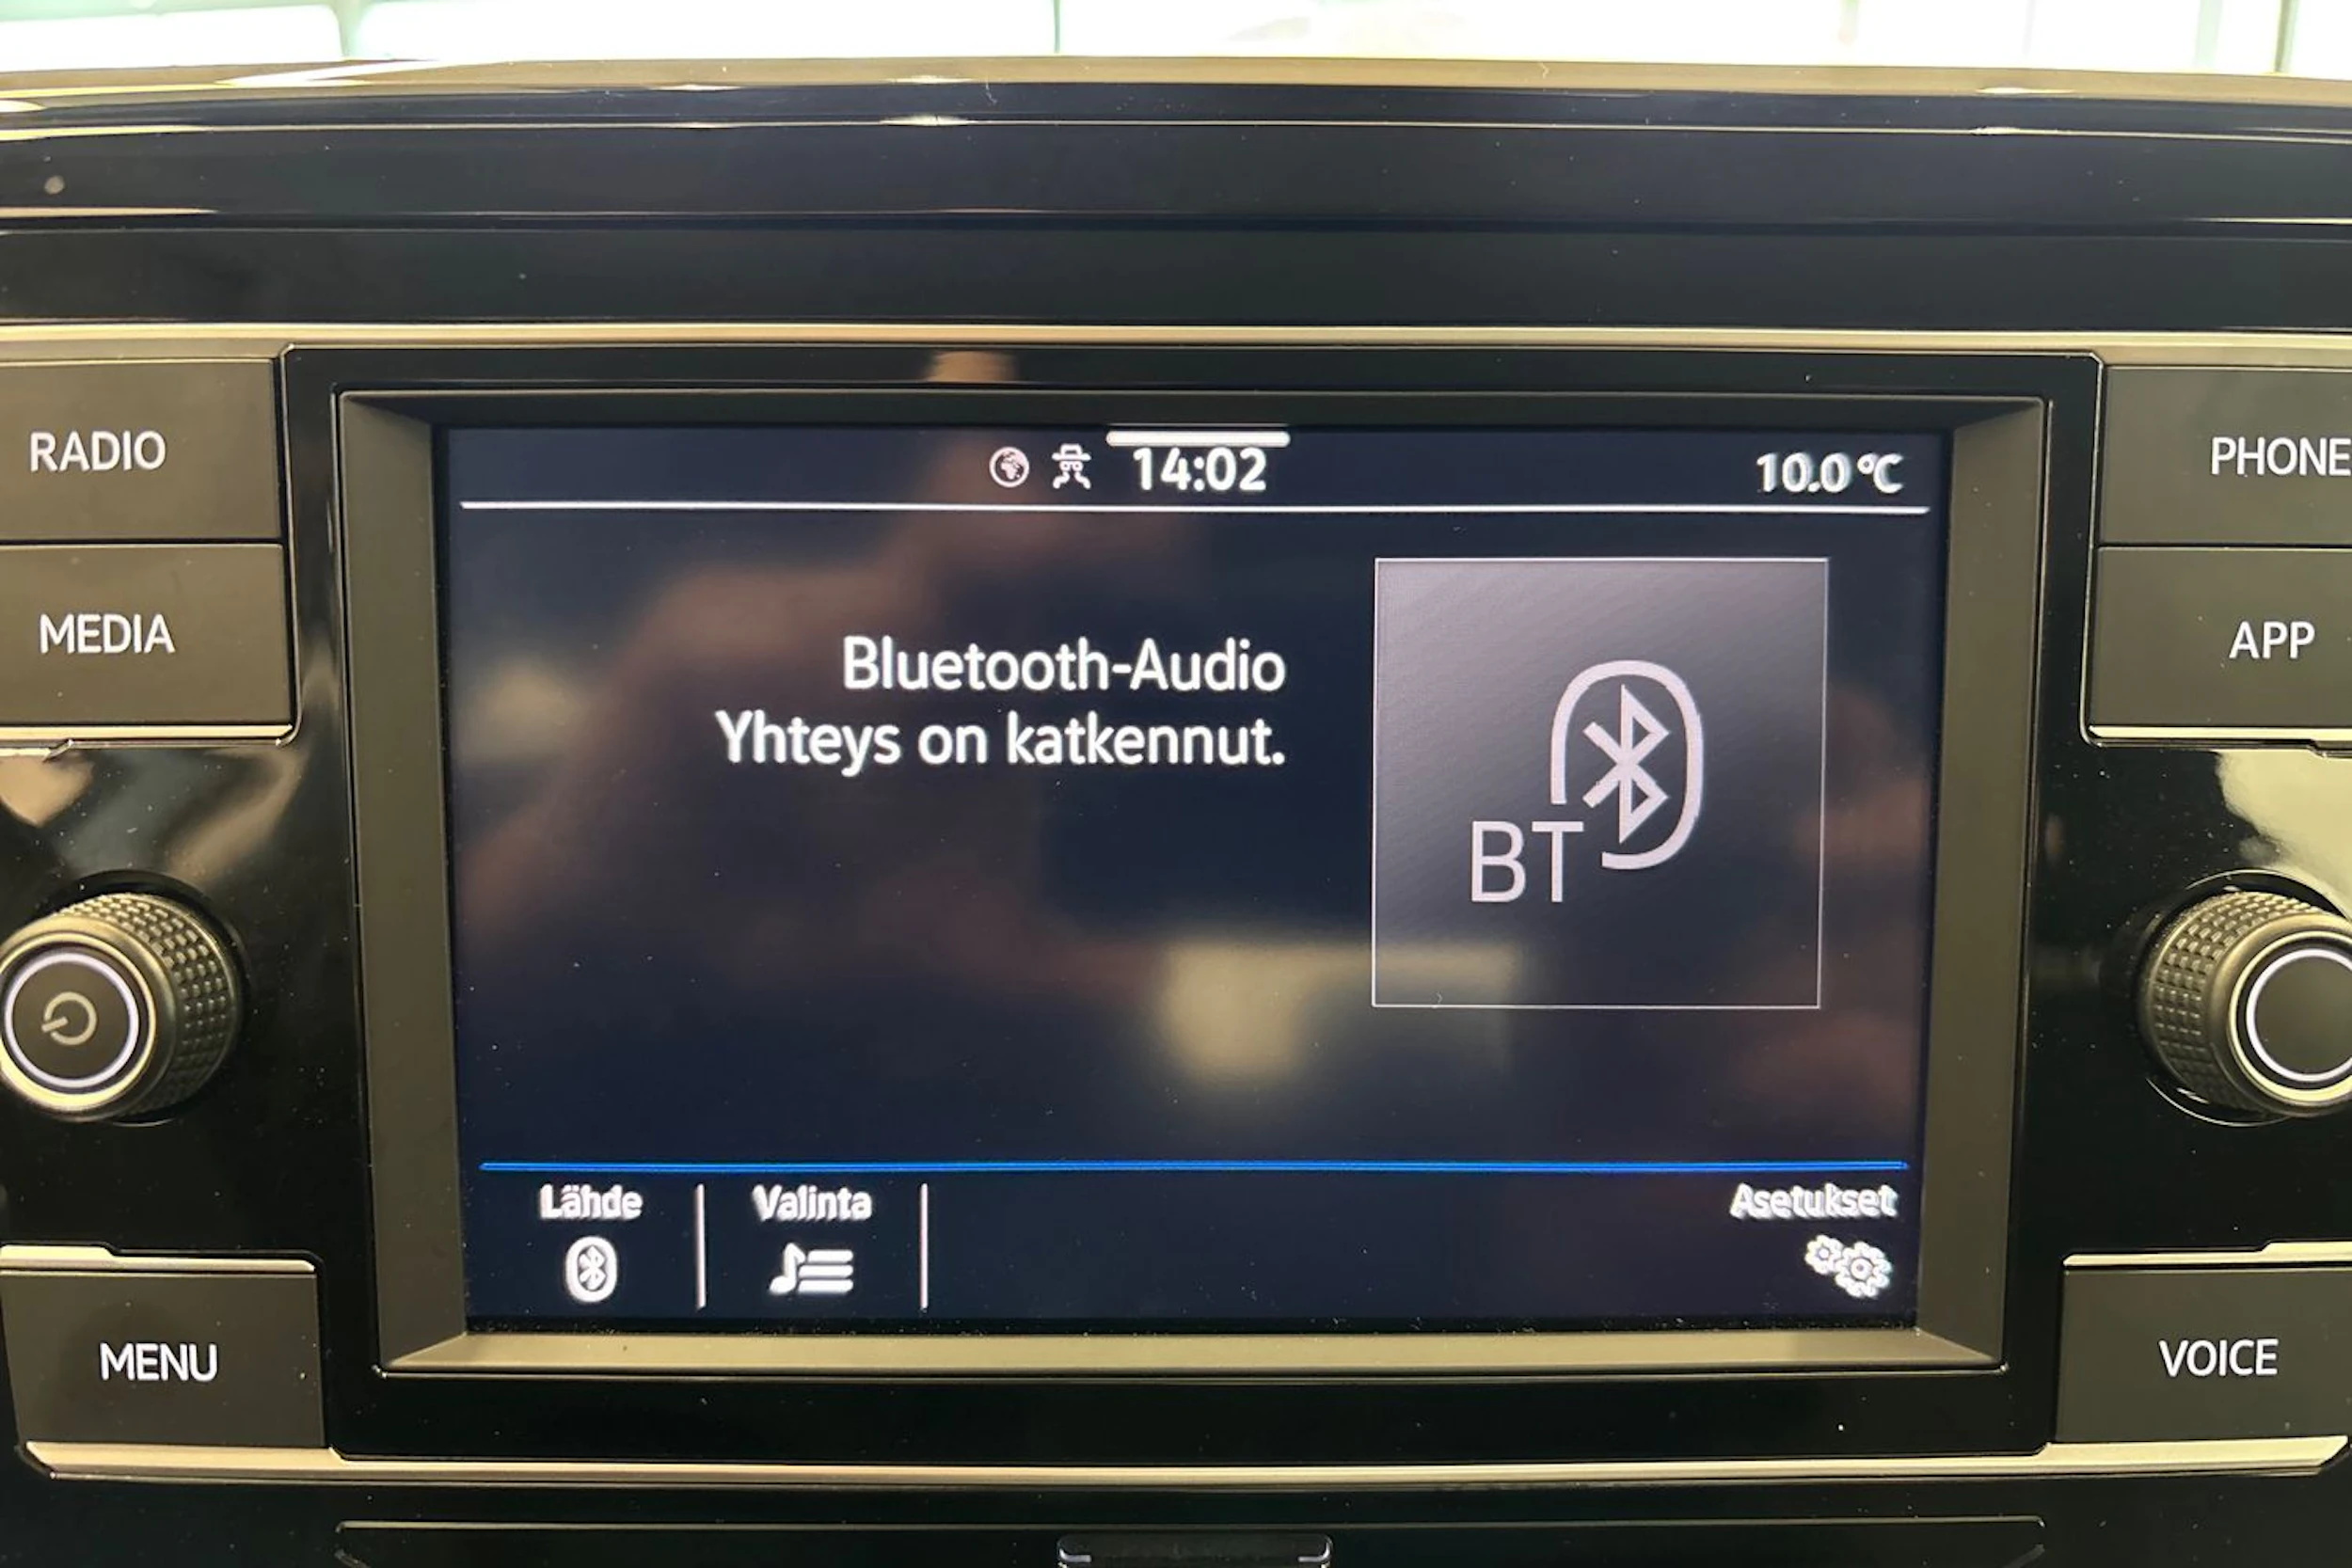 RADIO
MEDIA
MENU
14:02
10.0°C
Bluetooth-Audio
Yhteys on katkennut.
BT
Lähde
Valinta
Asetukset
PHONE
APP
VOICE